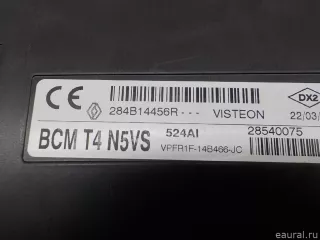 CE
284B14456R---
VISTEON
DX2
22/03/
BCM T4 N5VS
524AI
28540075
VPFR1F-14B466-JC
eaural.ru